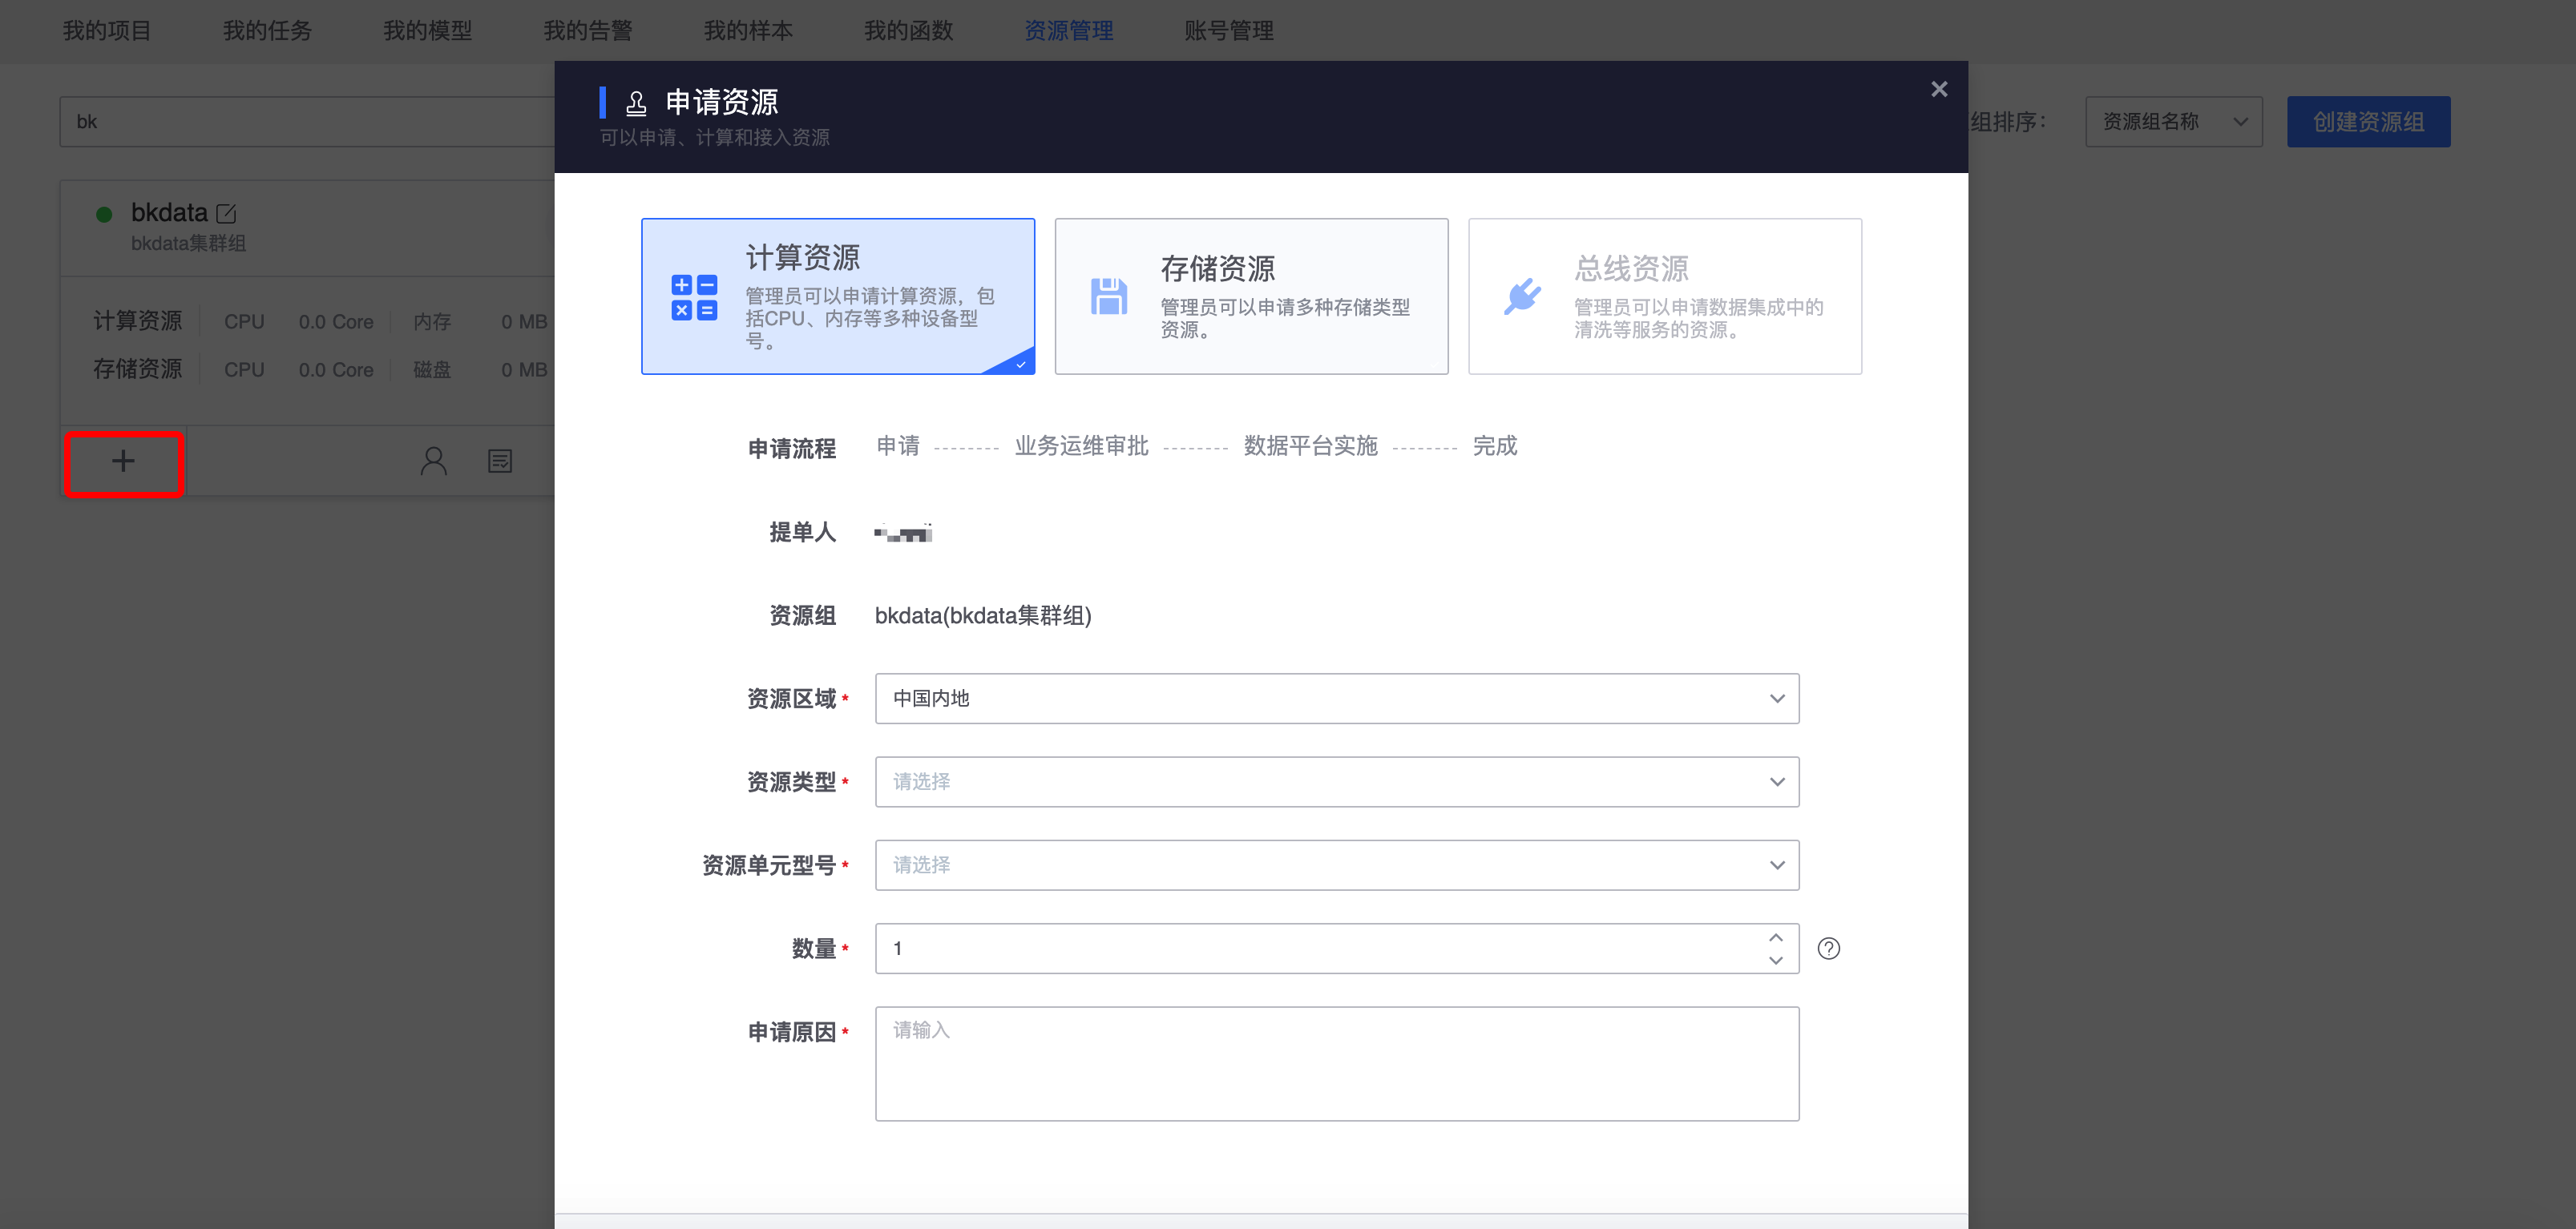 我的项目 我的任务 我的模型 我的告警 我的样本 我的函数 资源管理 账号管理
bk
组排序：
资源组名称
创建资源组
bkdata
bkdata集群组
计算资源 CPU 0.0 Core 内存 0 MB
存储资源 CPU 0.0 Core 磁盘 0 MB
申请资源
可以申请、计算和接入资源
计算资源
管理员可以申请计算资源，包
括CPU、内存等多种设备型
号。
存储资源
管理员可以申请多种存储类型
资源。
总线资源
管理员可以申请数据集成中的
清洗等服务的资源。
申请流程 申请 -------- 业务运维审批 -------- 数据平台实施 -------- 完成
提单人
资源组 bkdata(bkdata集群组)
资源区域* 中国内地
资源类型* 请选择
资源单元型号* 请选择
数量* 1
申请原因* 请输入